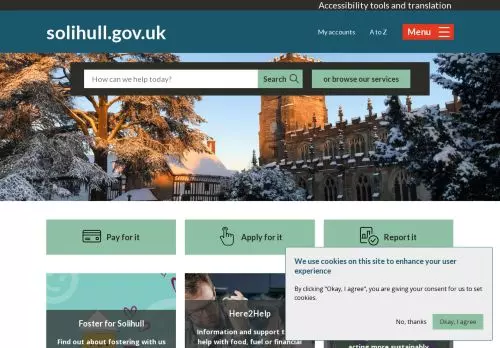 Accessibility tools and translation
solihull.gov.uk
My accounts
A to Z
Menu
How can we help today?
Search
or browse our services
Pay for it
Apply for it
Report it
We use cookies on this site to enhance your user
experience
By clicking "Okay, I agree", you are giving your consent for us to
set cookies.
No, thanks
Okay, I agree
Foster for Solihull
Find out about fostering with us
Here2Help
Information and support
help with food, fuel or financial
acting more sustainably